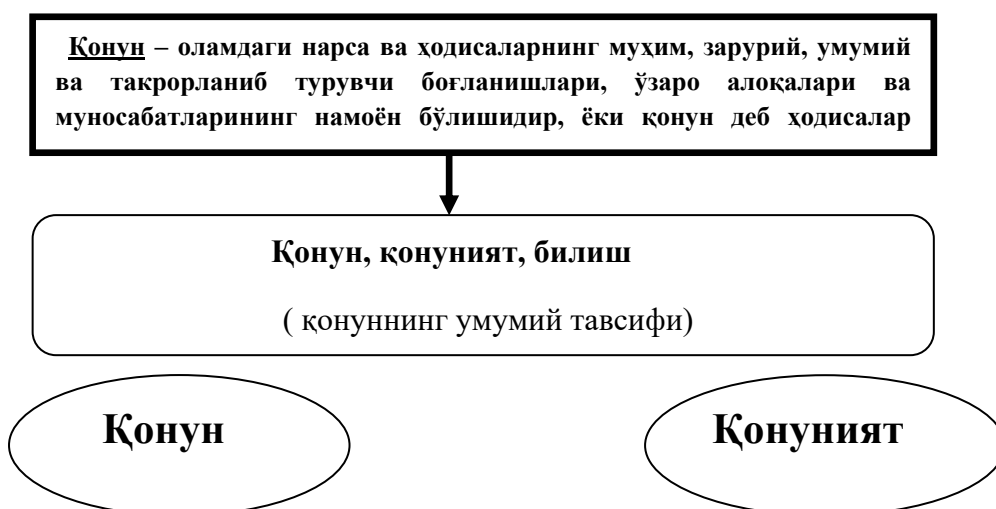 Қонун – оламдаги нарса ва ҳодисаларнинг муҳим, зарурий, умумий
ва такрорланиб турувчи боғланишлари, ўзаро алоқалари ва
муносабатларининг намоён бўлишидир, ёки қонун деб ҳодисалар
Қонун, қонуният, билиш
( қонуннинг умумий тавсифи)
Қонун
Қонуният